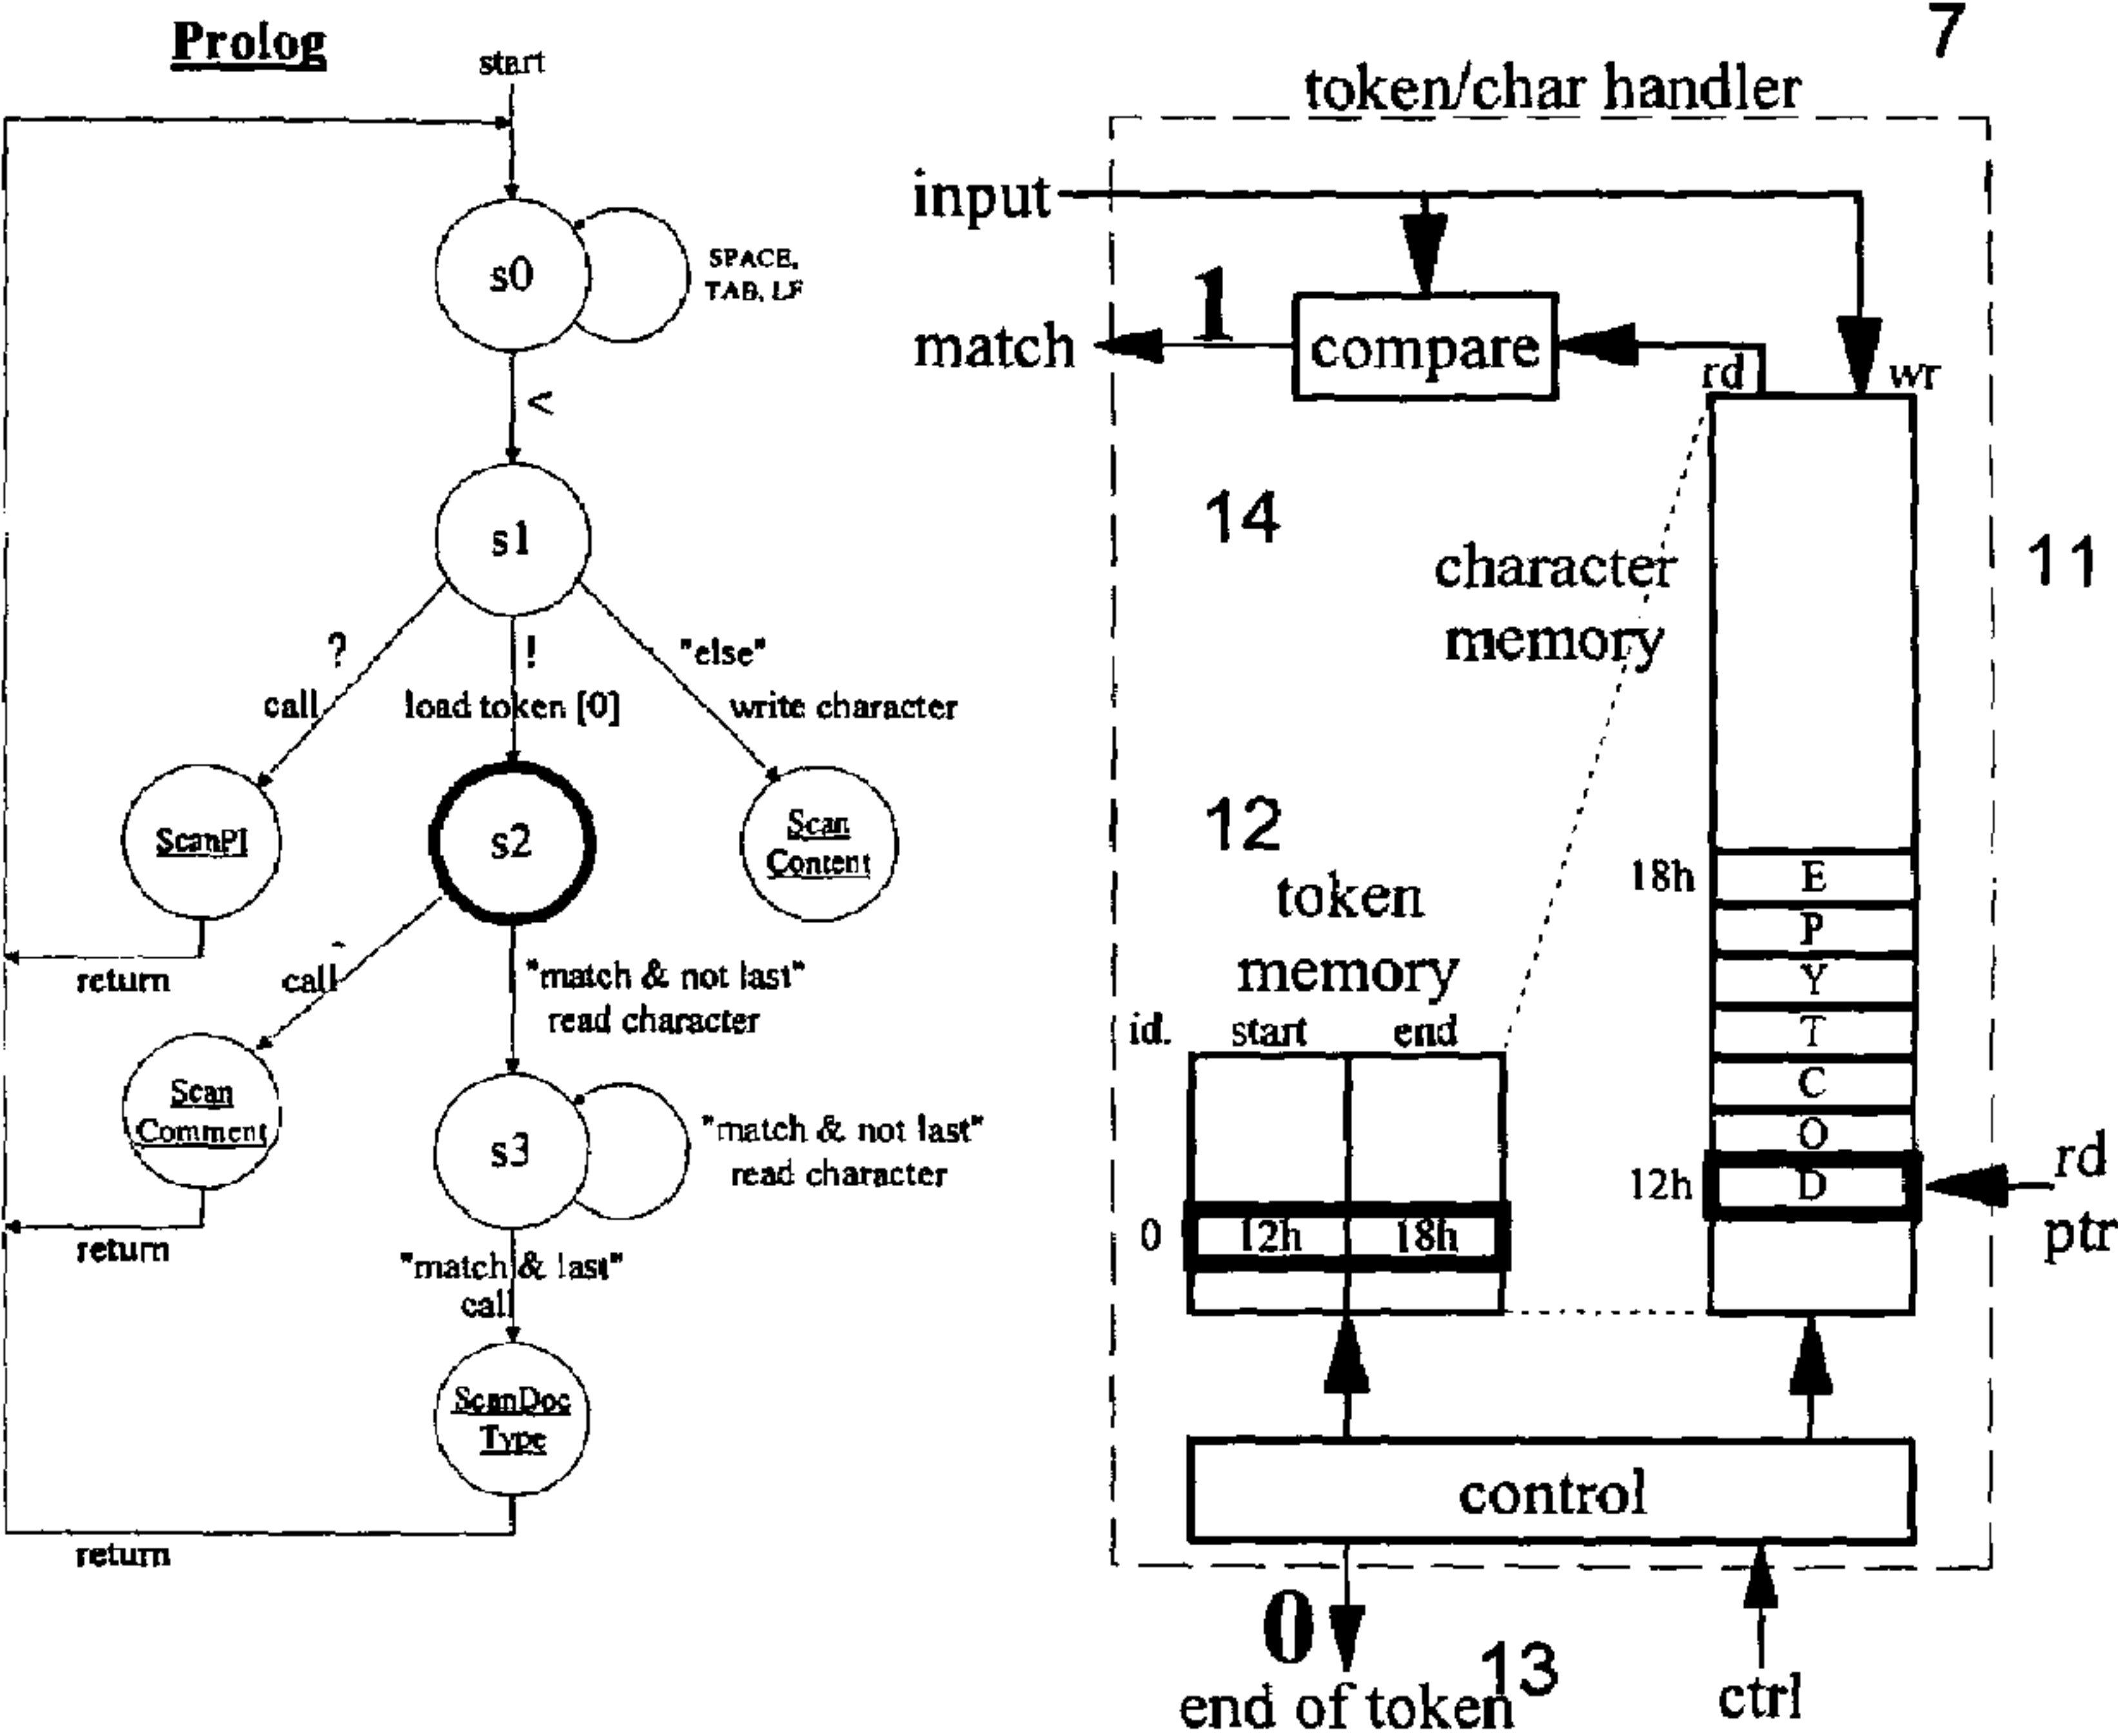 Prolog
start
s0
SPACE,
TAB, LF
<
s1
?
call
!
load token [0]
"else"
write character
ScanPI
s2
Scan
Content
return
call
"match & not last"
read character
Scan
Comment
s3
"match & not last"
read character
return
"match & last"
call
ScanDoc
Type
return
7
token/char handler
input
match
1
compare
rd
wr
14
character
memory
11
12
token
memory
id.
start
end
0
12h
18h
18h
E
P
Y
T
C
O
12h
D
rd
ptr
control
0
13
end of token
ctrl